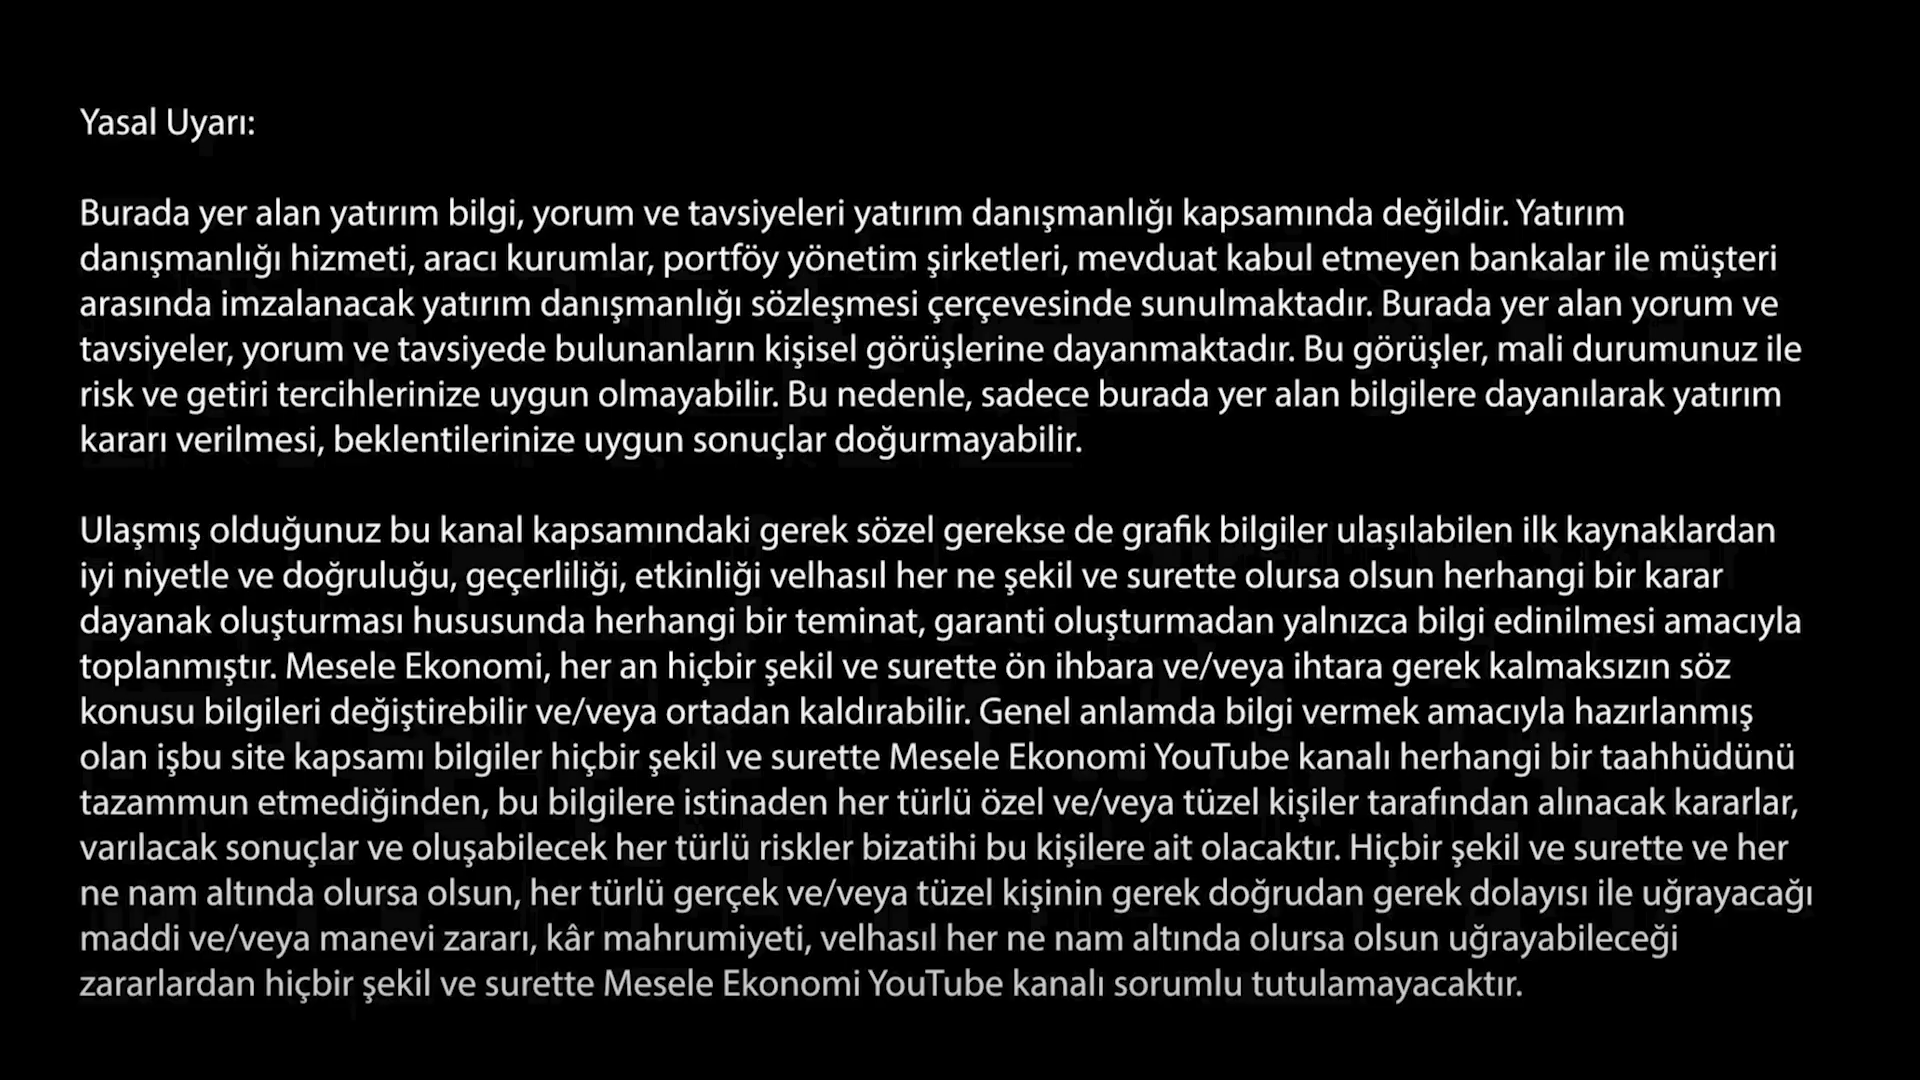 Yasal Uyarı:
Burada yer alan yatırım bilgi, yorum ve tavsiyeleri yatırım danışmanlığı kapsamında değildir. Yatırım
danışmanlığı hizmeti, aracı kurumlar, portföy yönetim şirketleri, mevduat kabul etmeyen bankalar ile müşteri
arasında imzalanacak yatırım danışmanlığı sözleşmesi çerçevesinde sunulmaktadır. Burada yer alan yorum ve
tavsiyeler, yorum ve tavsiyede bulunanların kişisel görüşlerine dayanmaktadır. Bu görüşler, mali durumunuz ile
risk ve getiri tercihlerinize uygun olmayabilir. Bu nedenle, sadece burada yer alan bilgilere dayanılarak yatırım
kararı verilmesi, beklentilerinize uygun sonuçlar doğurmayabilir.
Ulaşmış olduğunuz bu kanal kapsamındaki gerek sözel gerekse de grafik bilgiler ulaşılabilen ilk kaynaklardan
iyi niyetle ve doğruluğu, geçerliliği, etkinliği velhasıl her ne şekil ve surette olursa olsun herhangi bir karar
dayanak oluşturması hususunda herhangi bir teminat, garanti oluşturmadan yalnızca bilgi edinilmesi amacıyla
toplanmıştır. Mesele Ekonomi, her an hiçbir şekil ve surette ön ihbara ve/veya ihtara gerek kalmaksızın söz
konusu bilgileri değiştirebilir ve/veya ortadan kaldırabilir. Genel anlamda bilgi vermek amacıyla hazırlanmış
olan işbu site kapsamı bilgiler hiçbir şekil ve surette Mesele Ekonomi YouTube kanalı herhangi bir taahhüdünü
tazammun etmediğinden, bu bilgilere istinaden her türlü özel ve/veya tüzel kişiler tarafından alınacak kararlar,
varılacak sonuçlar ve oluşabilecek her türlü riskler bizatihi bu kişilere ait olacaktır. Hiçbir şekil ve surette ve her
ne nam altında olursa olsun, her türlü gerçek ve/veya tüzel kişinin gerek doğrudan gerek dolayısı ile uğrayacağı
maddi ve/veya manevi zararı, kâr mahrumiyeti, velhasıl her ne nam altında olursa olsun uğrayabileceği
zararlardan hiçbir şekil ve surette Mesele Ekonomi YouTube kanalı sorumlu tutulamayacaktır.